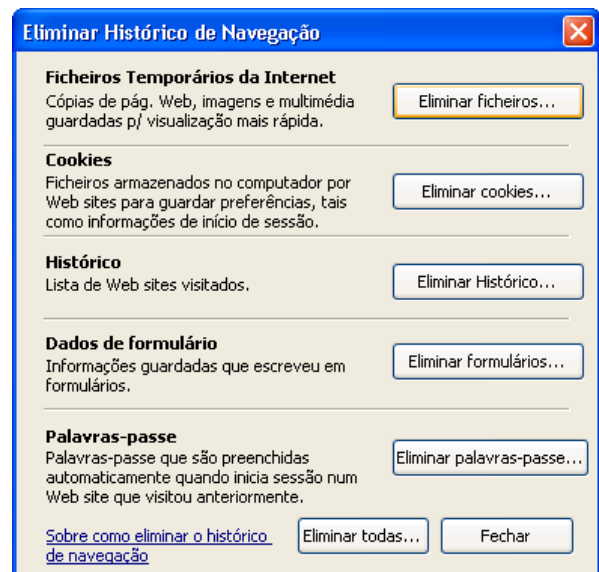 Eliminar Histórico de Navegação
Ficheiros Temporários da Internet
Cópias de pág. Web, imagens e multimédia
guardadas p/ visualização mais rápida.
Eliminar ficheiros...
Cookies
Ficheiros armazenados no computador por
Web sites para guardar preferências, tais
como informações de início de sessão.
Eliminar cookies...
Histórico
Lista de Web sites visitados.
Eliminar Histórico...
Dados de formulário
Informações guardadas que escreveu em
formulários.
Eliminar formulários...
Palavras-passe
Palavras-passe que são preenchidas
automaticamente quando inicia sessão num
Web site que visitou anteriormente.
Eliminar palavras-passe...
Sobre como eliminar o histórico
de navegação
Eliminar todas...
Fechar